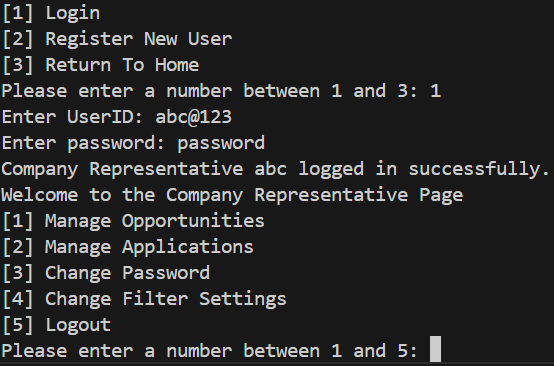 [1] Login
[2] Register New User
[3] Return To Home
Please enter a number between 1 and 3: 1
Enter UserID: abc@123
Enter password: password
Company Representative abc logged in successfully.
Welcome to the Company Representative Page
[1] Manage Opportunities
[2] Manage Applications
[3] Change Password
[4] Change Filter Settings
[5] Logout
Please enter a number between 1 and 5: